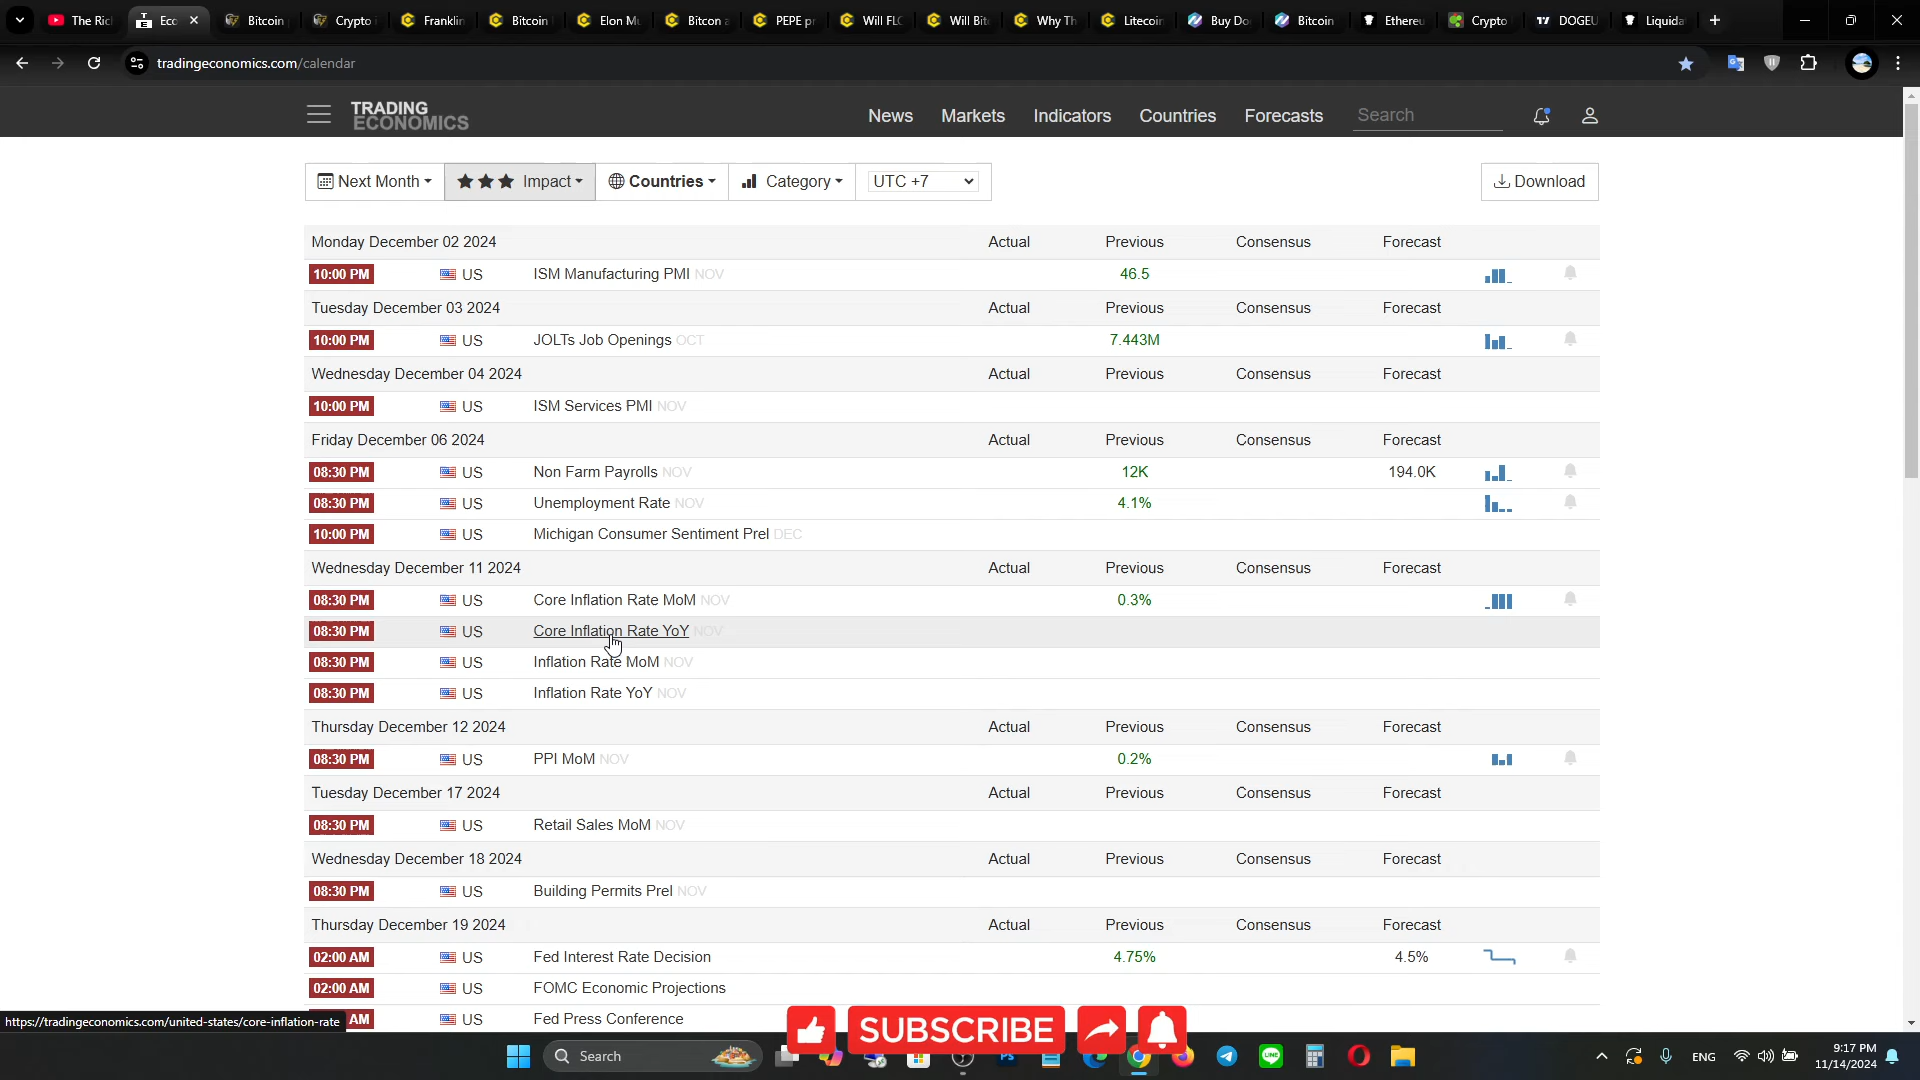 The Ric
Ecc
Bitcoin
Crypto i
Franklin
Bitcoin
Elon Mu
Bitcon a
PEPE pr
Will FLO
Will Bit
Why Th
Litecoin
Buy Do
Bitcoin
Ethereu
Crypto
DOGEU
Liquida
tradingeconomics.com/calendar
TRADING ECONOMICS
News Markets Indicators Countries Forecasts Search
Next Month Impact Countries Category UTC +7 Download
Monday December 02 2024 Actual Previous Consensus Forecast
10:00 PM US ISM Manufacturing PMI NOV 46.5
Tuesday December 03 2024 Actual Previous Consensus Forecast
10:00 PM US JOLTs Job Openings OCT 7.443M
Wednesday December 04 2024 Actual Previous Consensus Forecast
10:00 PM US ISM Services PMI NOV
Friday December 06 2024 Actual Previous Consensus Forecast
08:30 PM US Non Farm Payrolls NOV 12K 194.0K
08:30 PM US Unemployment Rate NOV 4.1%
10:00 PM US Michigan Consumer Sentiment Prel DEC
Wednesday December 11 2024 Actual Previous Consensus Forecast
08:30 PM US Core Inflation Rate MoM NOV 0.3%
08:30 PM US Core Inflation Rate YoY NOV
08:30 PM US Inflation Rate MoM NOV
08:30 PM US Inflation Rate YoY NOV
Thursday December 12 2024 Actual Previous Consensus Forecast
08:30 PM US PPI MoM NOV 0.2%
Tuesday December 17 2024 Actual Previous Consensus Forecast
08:30 PM US Retail Sales MoM NOV
Wednesday December 18 2024 Actual Previous Consensus Forecast
08:30 PM US Building Permits Prel NOV
Thursday December 19 2024 Actual Previous Consensus Forecast
02:00 AM US Fed Interest Rate Decision 4.75% 4.5%
02:00 AM US FOMC Economic Projections
AM US Fed Press Conference
https://tradingeconomics.com/united-states/core-inflation-rate
SUBSCRIBE
Search
ENG
9:17 PM
11/14/2024